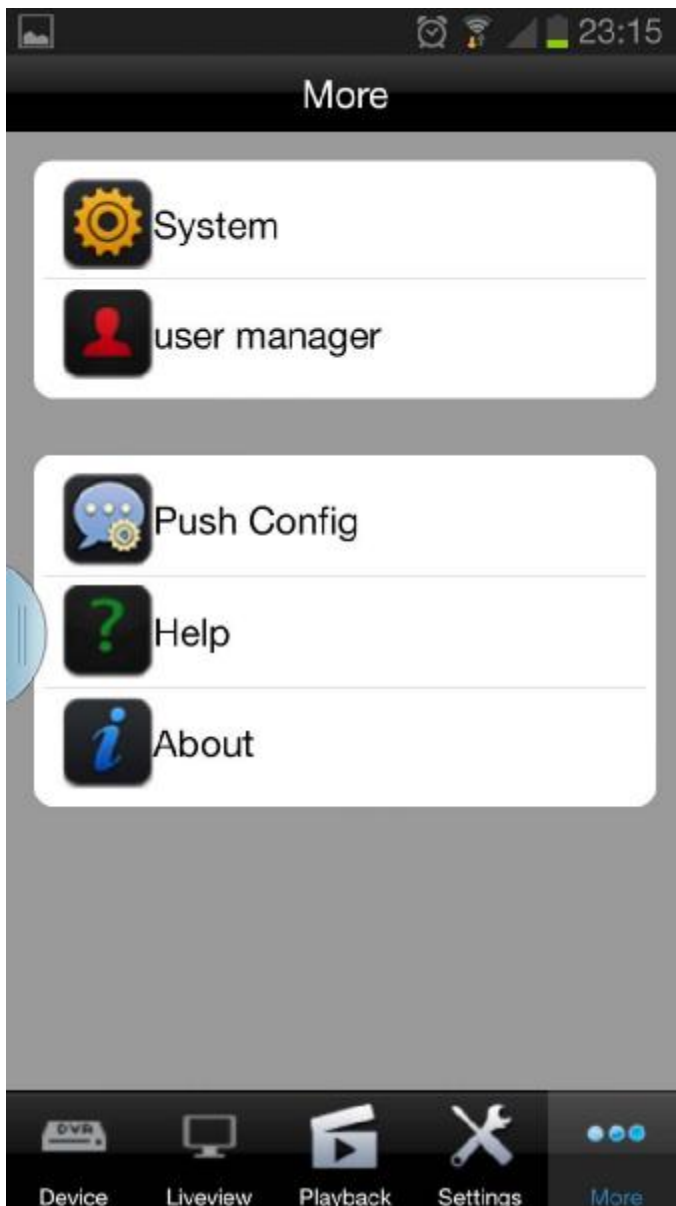 23:15
More
System
user manager
Push Config
Help
About
DVR
Device Liveview Playback Settings More